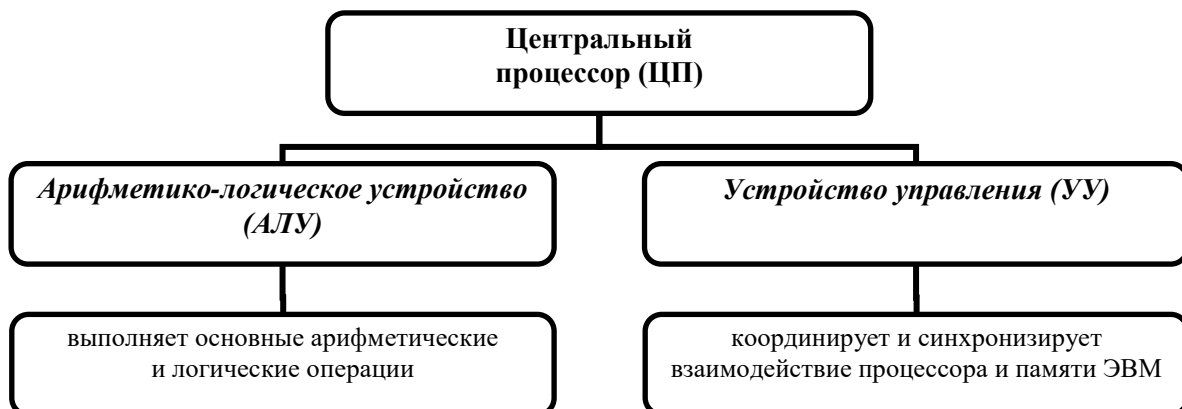 Центральный
процессор (ЦП)
Арифметико-логическое устройство
(АЛУ)
Устройство управления (УУ)
выполняет основные арифметические
и логические операции
координирует и синхронизирует
взаимодействие процессора и памяти ЭВМ